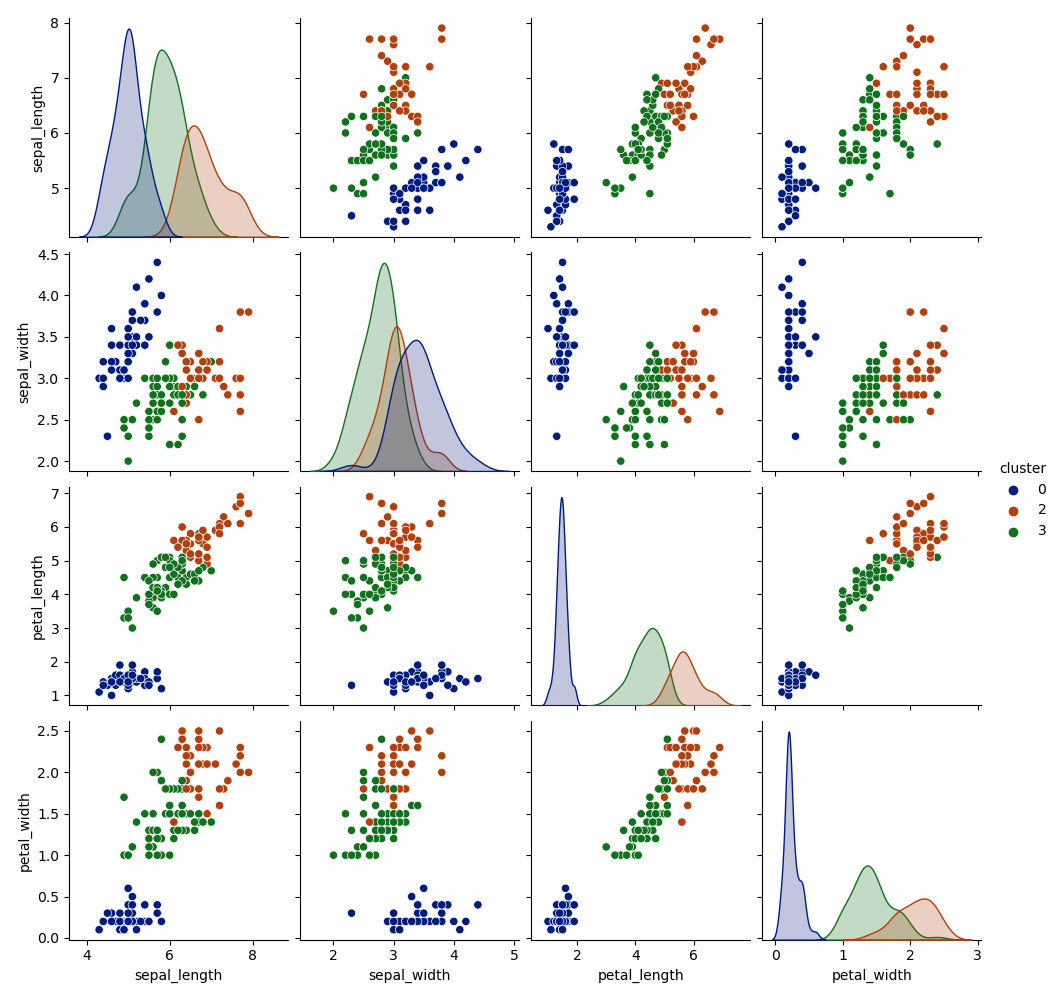 8
7
6
5
sepal_length
4.5
4.0
3.5
3.0
2.5
2.0
sepal_width
7
6
5
4
3
2
1
petal_length
2.5
2.0
1.5
1.0
0.5
0.0
petal_width
4 6 8
2 3 4 5
2 4 6
0 1 2 3
sepal_length sepal_width petal_length petal_width
cluster
0
2
3